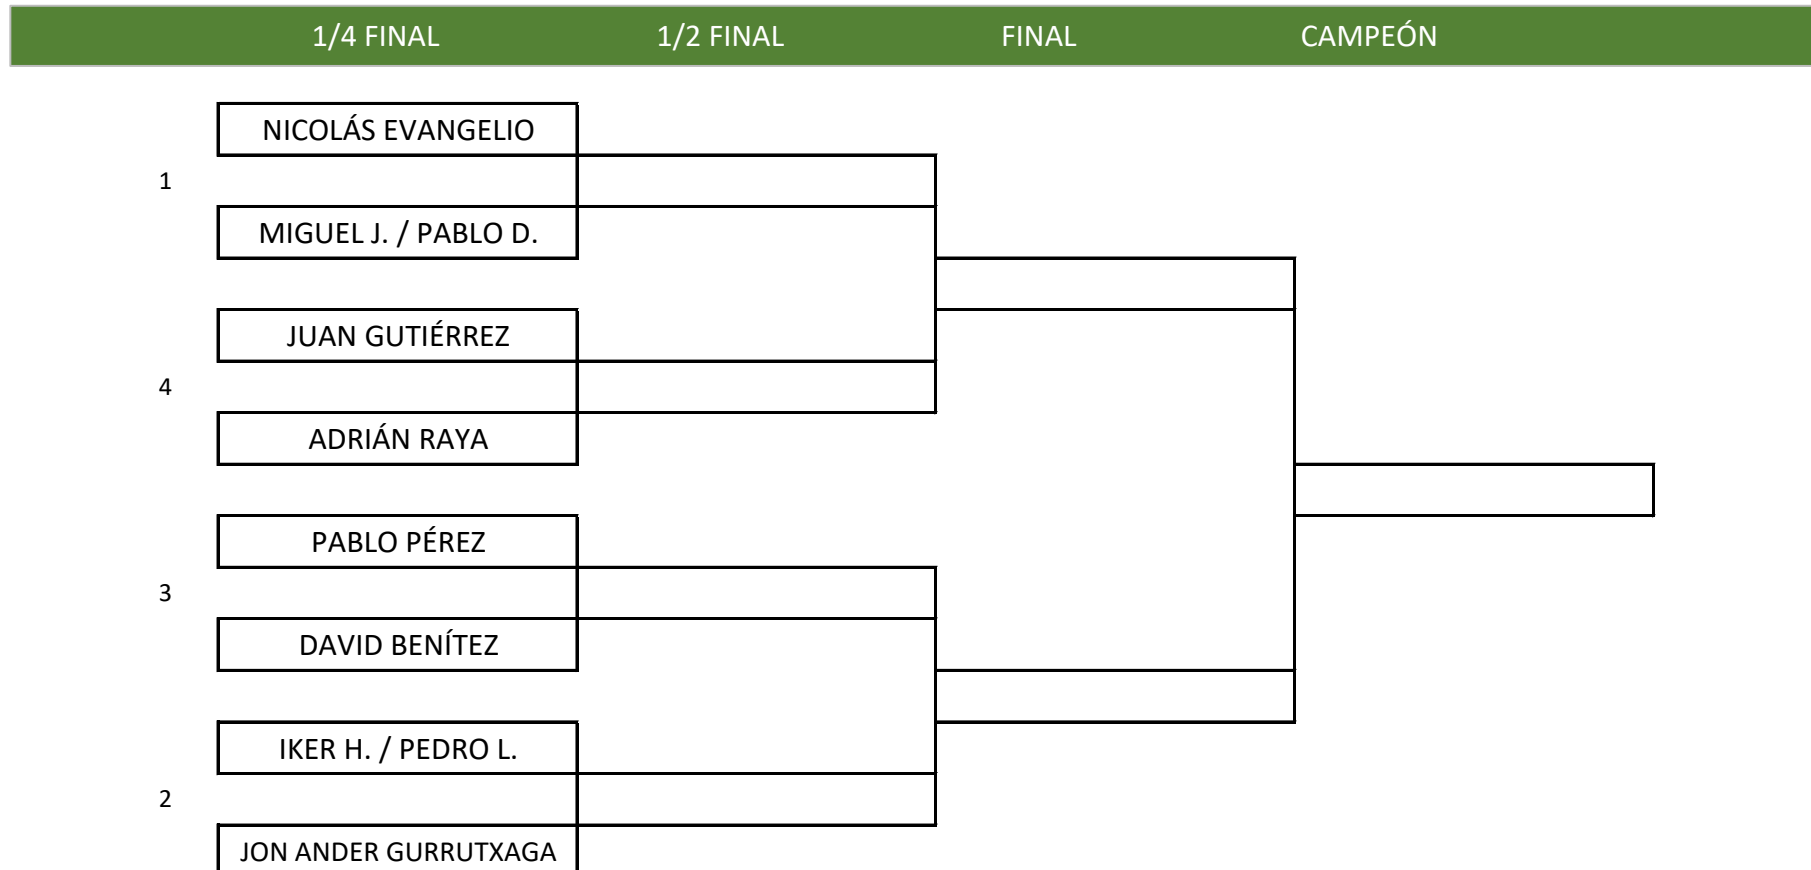 1/4 FINAL 1/2 FINAL FINAL CAMPEÓN
NICOLÁS EVANGELIO
1
MIGUEL J. / PABLO D.
JUAN GUTIÉRREZ
4
ADRIÁN RAYA
PABLO PÉREZ
3
DAVID BENÍTEZ
IKER H. / PEDRO L.
2
JON ANDER GURRUTXAGA